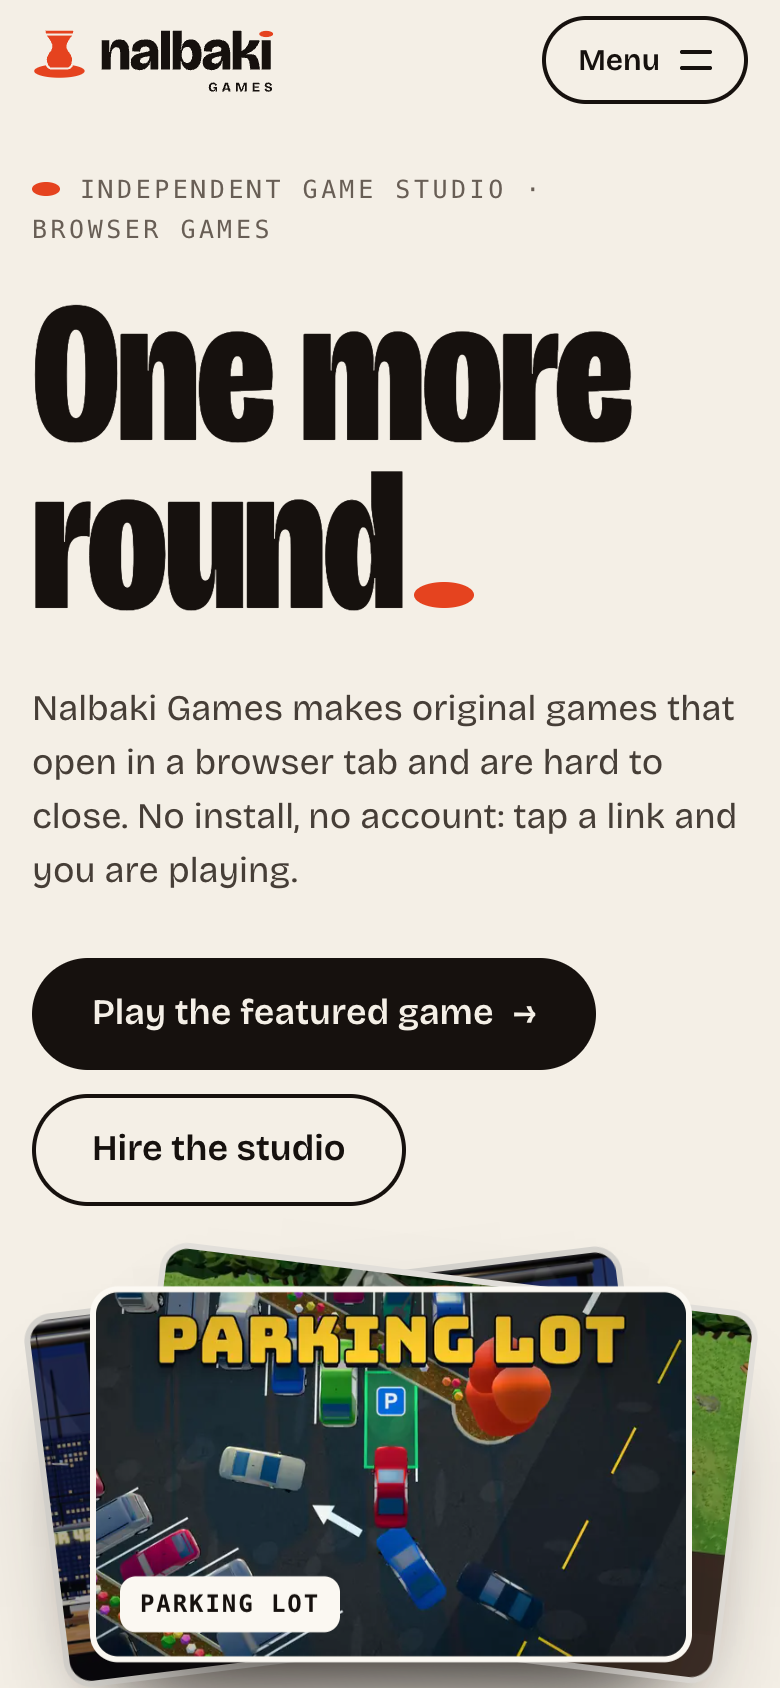 nalbaki
GAMES
Menu
INDEPENDENT GAME STUDIO ·
BROWSER GAMES
One more
round
Nalbaki Games makes original games that
open in a browser tab and are hard to
close. No install, no account: tap a link and
you are playing.
Play the featured game →
Hire the studio
PARKING LOT
P
PARKING LOT